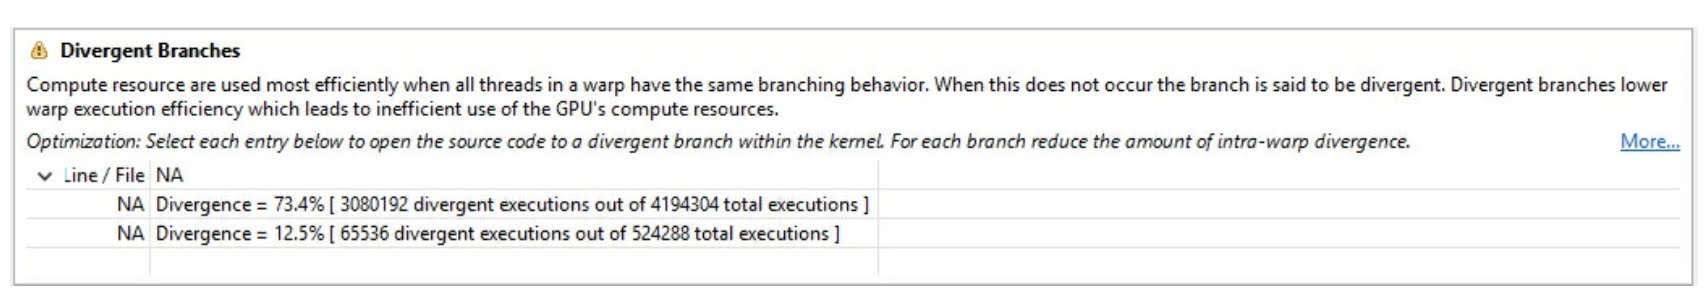 Divergent Branches
Compute resource are used most efficiently when all threads in a warp have the same branching behavior. When this does not occur the branch is said to be divergent. Divergent branches lower
warp execution efficiency which leads to inefficient use of the GPU's compute resources.
Optimization: Select each entry below to open the source code to a divergent branch within the kernel. For each branch reduce the amount of intra-warp divergence. More...
Line / File NA
NA Divergence = 73.4% [ 3080192 divergent executions out of 4194304 total executions ]
NA Divergence = 12.5% [ 65536 divergent executions out of 524288 total executions ]